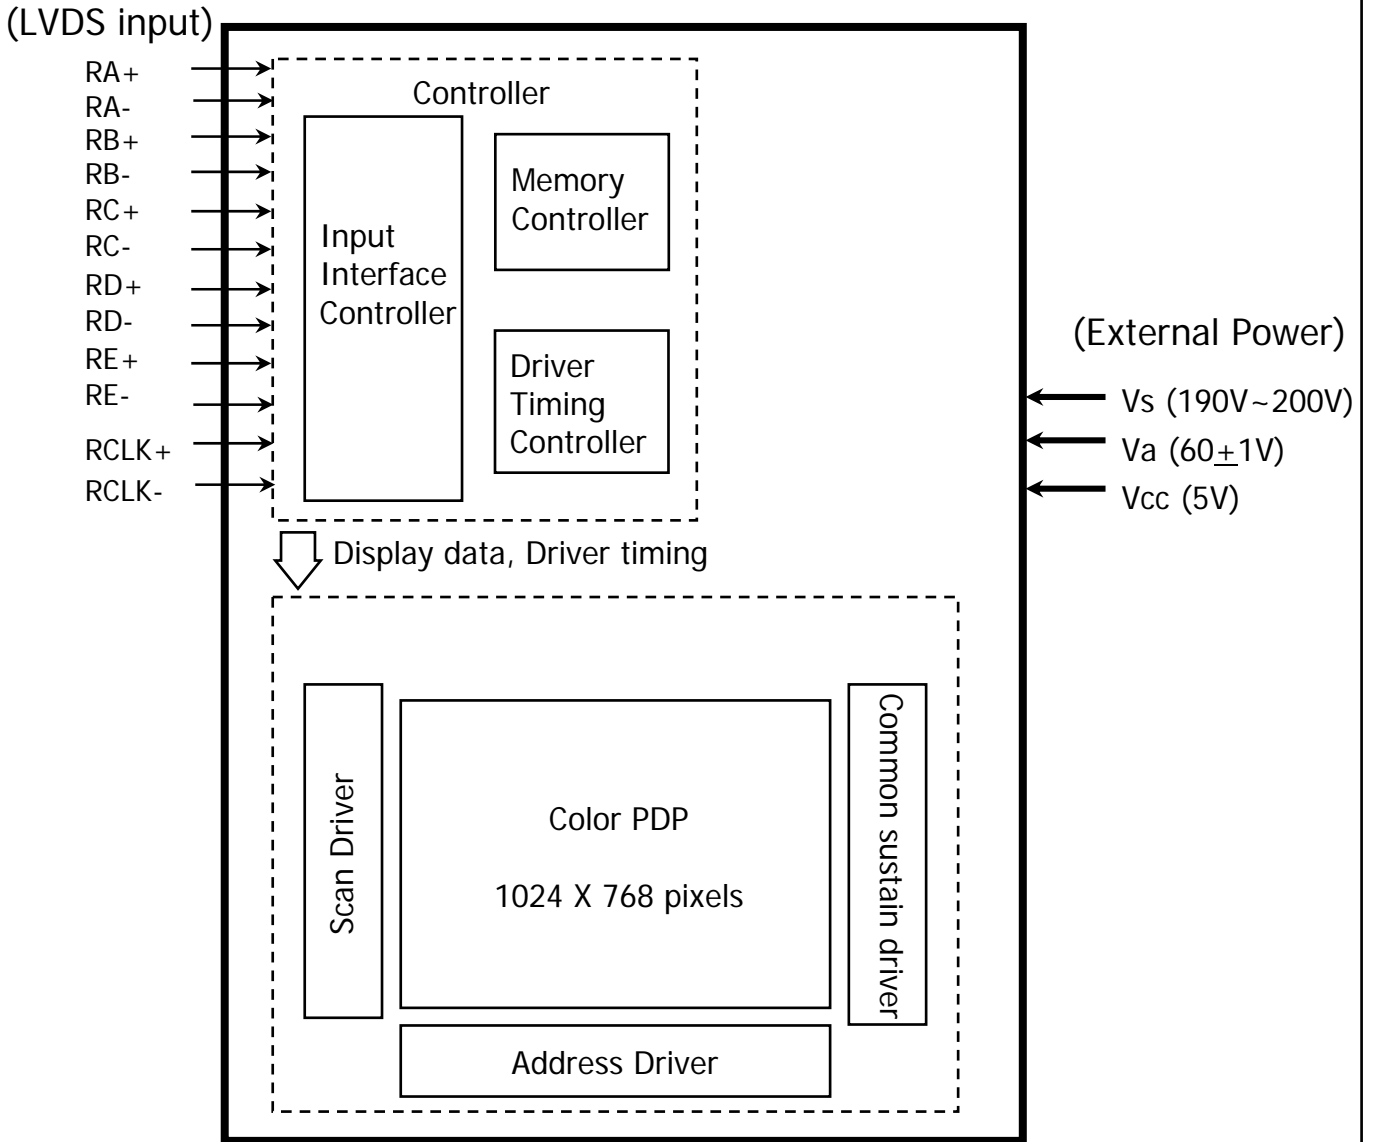 (LVDS input)
RA+
RA-
RB+
RB-
RC+
RC-
RD+
RD-
RE+
RE-
RCLK+
RCLK-
Controller
Input
Interface
Controller
Memory
Controller
Driver
Timing
Controller
(External Power)
Vs (190V~200V)
Va (60±1V)
Vcc (5V)
Display data, Driver timing
Scan Driver
Color PDP
1024 X 768 pixels
Common sustain driver
Address Driver